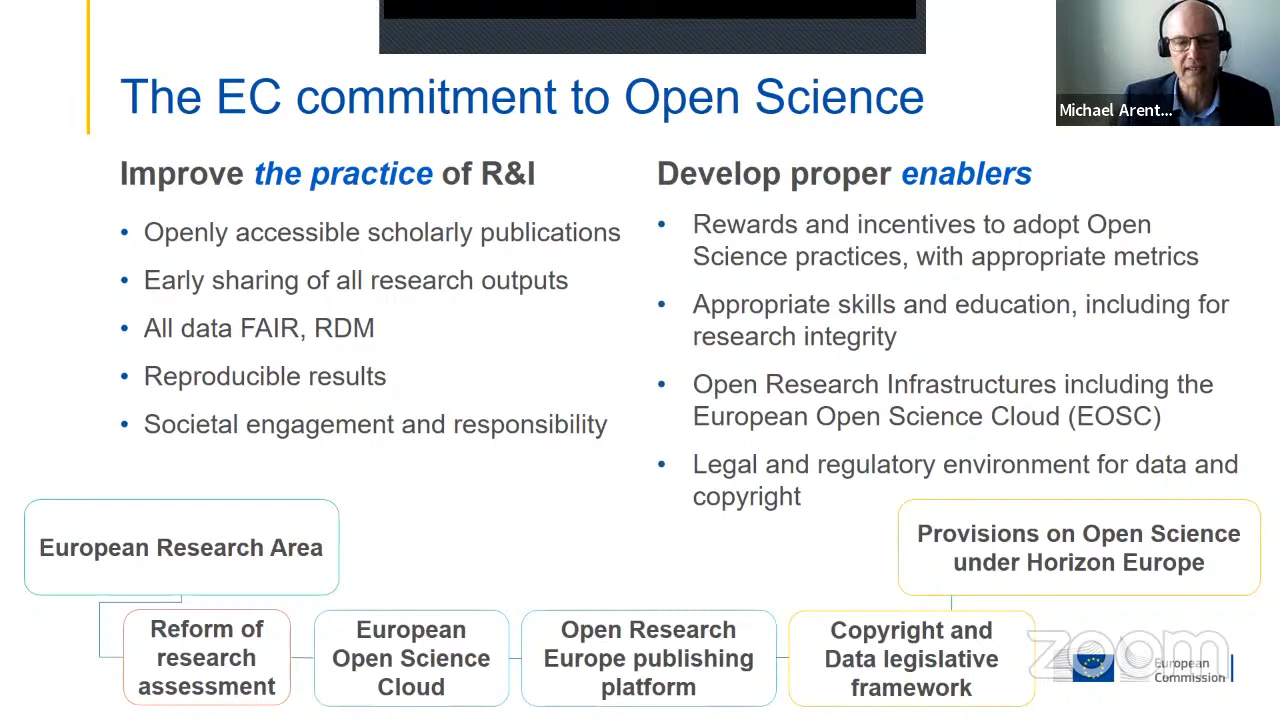 The EC commitment to Open Science
Michael Arent...
Improve the practice of R&I
• Openly accessible scholarly publications
• Early sharing of all research outputs
• All data FAIR, RDM
• Reproducible results
• Societal engagement and responsibility
Develop proper enablers
• Rewards and incentives to adopt Open
Science practices, with appropriate metrics
• Appropriate skills and education, including for
research integrity
• Open Research Infrastructures including the
European Open Science Cloud (EOSC)
• Legal and regulatory environment for data and
copyright
European Research Area
Provisions on Open Science
under Horizon Europe
Reform of
research
assessment
European
Open Science
Cloud
Open Research
Europe publishing
platform
Copyright and
Data legislative
framework
zoom
European
Commission